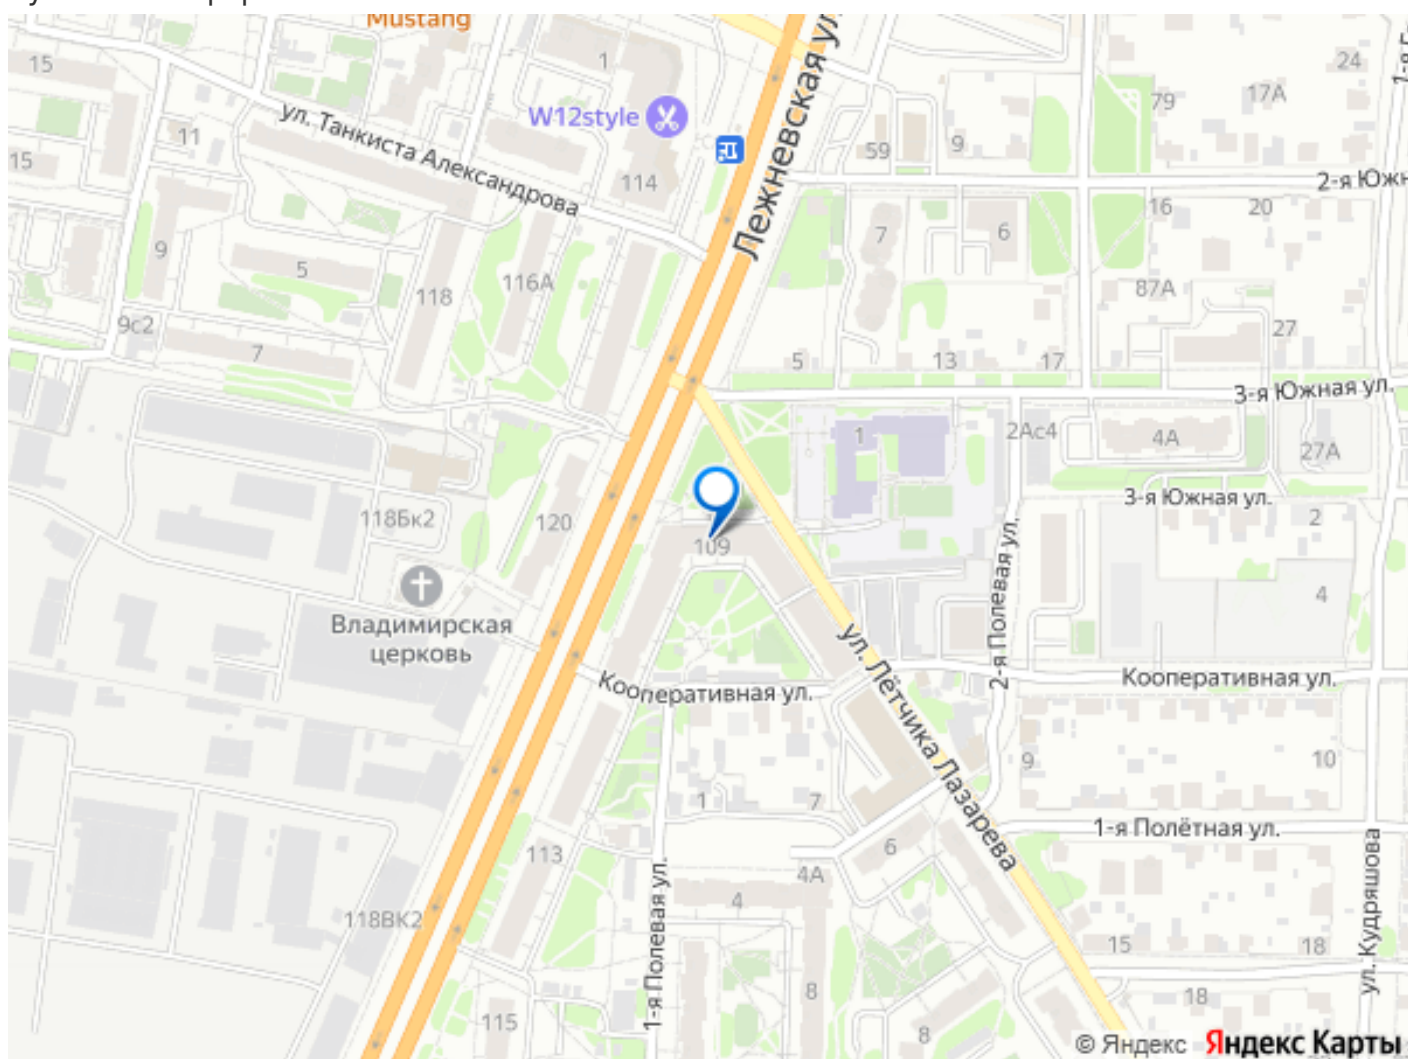 Mustang
15
1
24
W12style
79
17А
ул. Танкиста Александрова
11
59
9
15
114
Лежневская ул.
2-я Южн
16
20
9
7
6
5
116А
118
87А
9с2
27
7
5
13
17
3-я Южная ул.
1
2Ас4
4А
27А
3-я Южная ул.
118Бк2
120
2
109
2-я Полевая ул.
4
Владимирская
церковь
ул. Лётчика Лазарева
Кооперативная ул.
Кооперативная ул.
9
10
1
7
1-я Полётная ул.
113
6
4А
4
ул. Кудряшова
118ВК2
1-я Полевая ул.
15
18
8
18
115
8
© Яндекс Яндекс Карты